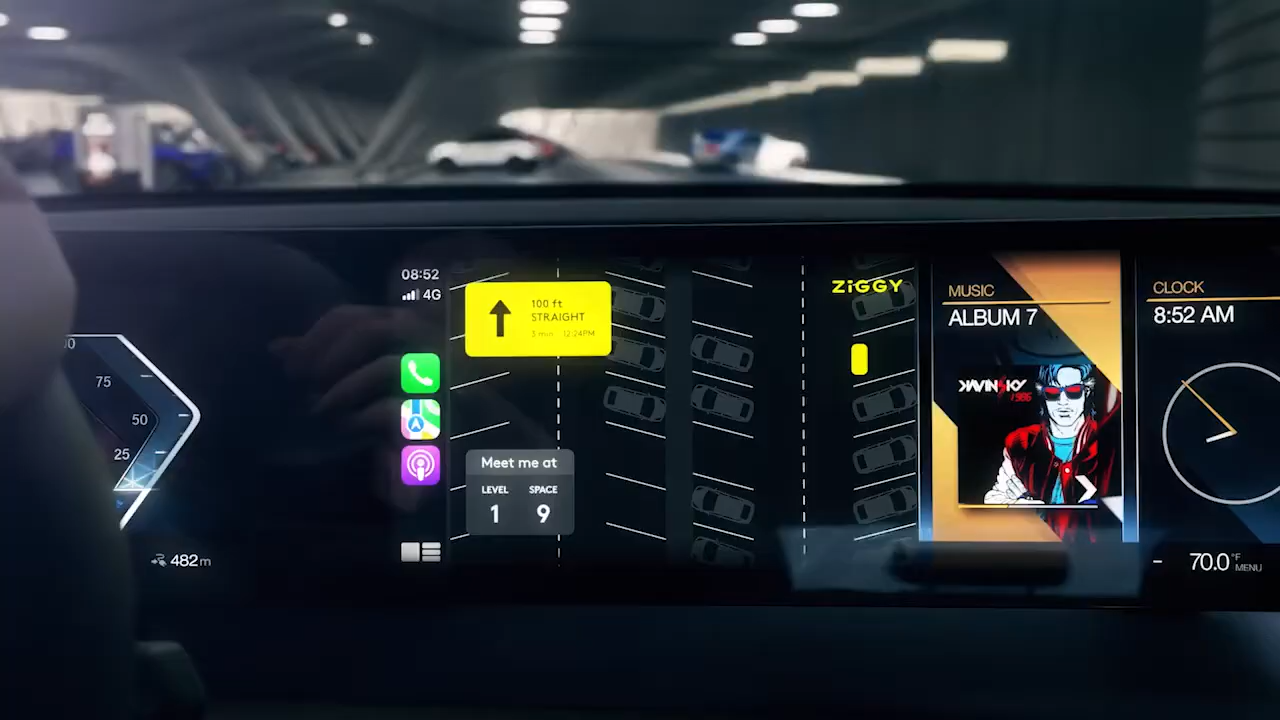 75
50
25
482m
08:52
4G
100 ft
STRAIGHT
3 min 12:24PM
Meet me at
LEVEL SPACE
1 9
ZiGGY
MUSIC
ALBUM 7
KAVINSKY
1986
CLOCK
8:52 AM
70.0°F
MENU